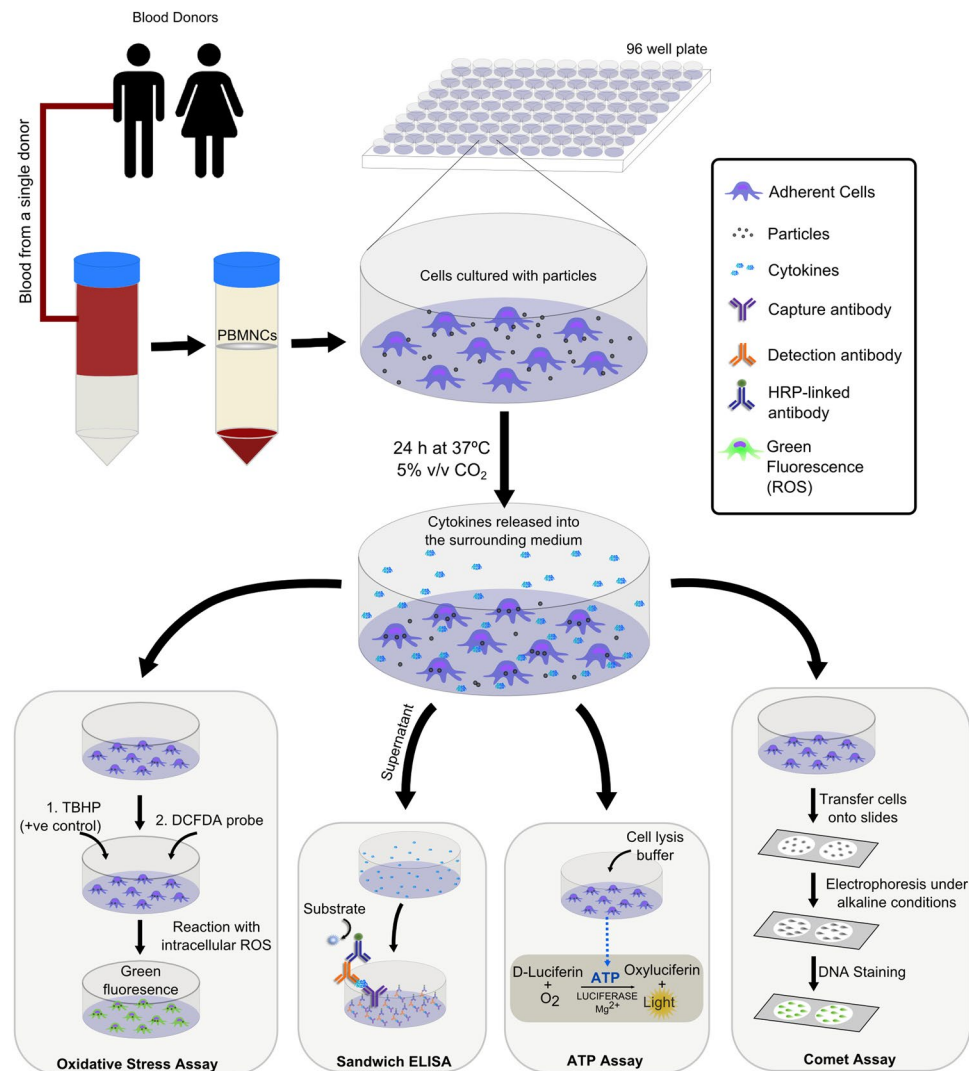 Blood Donors
96 well plate
Blood from a single donor
PBMNCs
Cells cultured with particles
Adherent Cells
Particles
Cytokines
Capture antibody
Detection antibody
HRP-linked
antibody
Green
Fluorescence
(ROS)
24 h at 37ºC
5% v/v CO₂
Cytokines released into
the surrounding medium
Supernatant
1. TBHP
(+ve control)
2. DCFDA probe
Reaction with
intracellular ROS
Green
fluoresence
Oxidative Stress Assay
Substrate
Sandwich ELISA
Cell lysis
buffer
D-Luciferin
+
O₂
ATP
LUCIFERASE
Mg²⁺
Oxyluciferin
+
Light
ATP Assay
Transfer cells
onto slides
Electrophoresis under
alkaline conditions
DNA Staining
Comet Assay